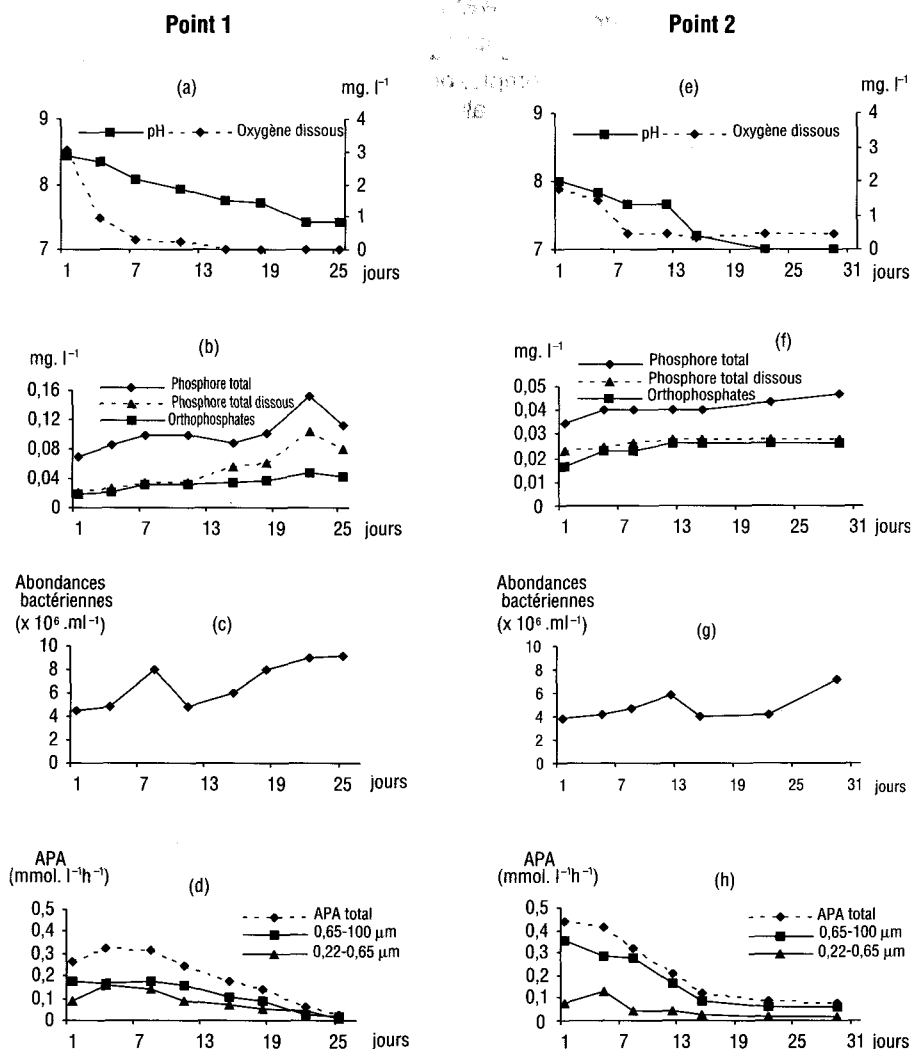 Point 1
Point 2
(a)
mg. l⁻¹
pH
Oxygène dissous
9
8
7
4
3
2
1
0
1 7 13 19 25 jours
(e)
mg. l⁻¹
pH
Oxygène dissous
9
8
7
4
3
2
1
0
1 7 13 19 25 31
jours
(b)
mg. l⁻¹
Phosphore total
Phosphore total dissous
Orthophosphates
0,16
0,12
0,08
0,04
0
1 7 13 19 25 jours
(f)
mg. l⁻¹
Phosphore total
Phosphore total dissous
Orthophosphates
0,05
0,04
0,03
0,02
0,01
0
1 7 13 19 25 31 jours
Abondances
bactériennes
(x 10⁶ .ml⁻¹)
(c)
10
8
6
4
2
0
1 7 13 19 25 jours
Abondances
bactériennes
(x 10⁶ .ml⁻¹)
(g)
10
8
6
4
2
0
1 7 13 19 25 31 jours
APA
(mmol. l⁻¹h⁻¹)
(d)
APA total
0,65-100 µm
0,22-0,65 µm
0,5
0,4
0,3
0,2
0,1
0
1 7 13 19 25 jours
APA
(mmol. l⁻¹h⁻¹)
(h)
APA total
0,65-100 µm
0,22-0,65 µm
0,5
0,4
0,3
0,2
0,1
0
1 7 13 19 25 31 jours